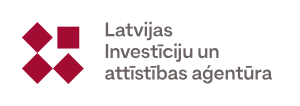 Latvijas
Investīciju un
attīstības aģentūra